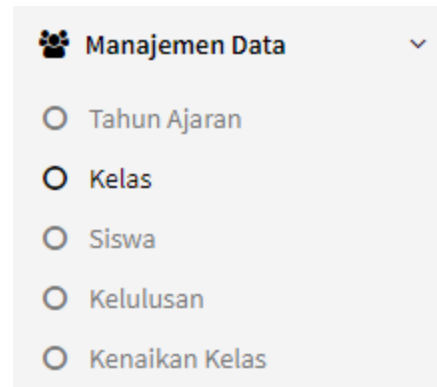 Manajemen Data
Tahun Ajaran
Kelas
Siswa
Kelulusan
Kenaikan Kelas